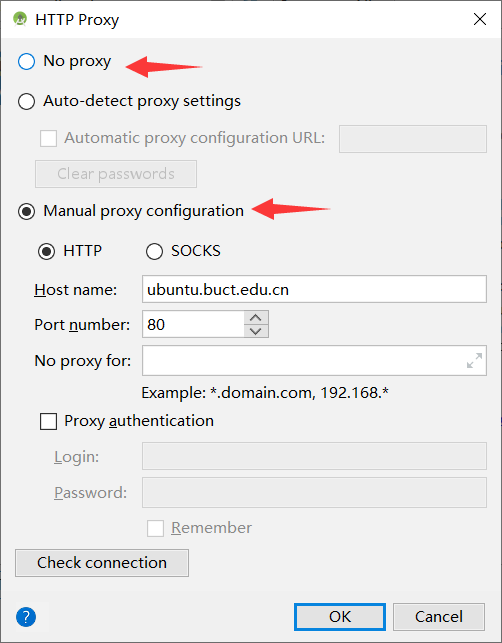 HTTP Proxy
No proxy
Auto-detect proxy settings
Automatic proxy configuration URL:
Clear passwords
Manual proxy configuration
HTTP SOCKS
Host name: ubuntu.buct.edu.cn
Port number: 80
No proxy for:
Example: *.domain.com, 192.168.*
Proxy authentication
Login:
Password:
Remember
Check connection
? OK Cancel